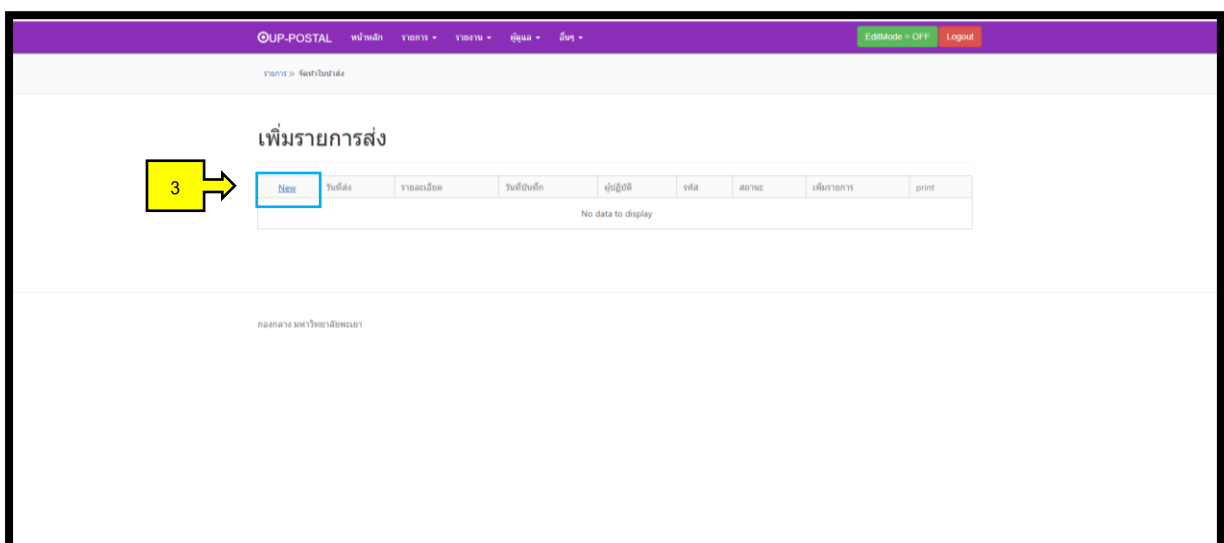 UP-POSTAL หน้าหลัก รายการ รายงาน ผู้ดูแล อื่นๆ EditMode = OFF Logout
รายการ » จัดทำใบนำส่ง
เพิ่มรายการส่ง
3
New วันที่ส่ง รายละเอียด วันที่บันทึก ผู้ปฏิบัติ รหัส สถานะ เพิ่มรายการ print
No data to display
กองกลาง มหาวิทยาลัยพะเยา